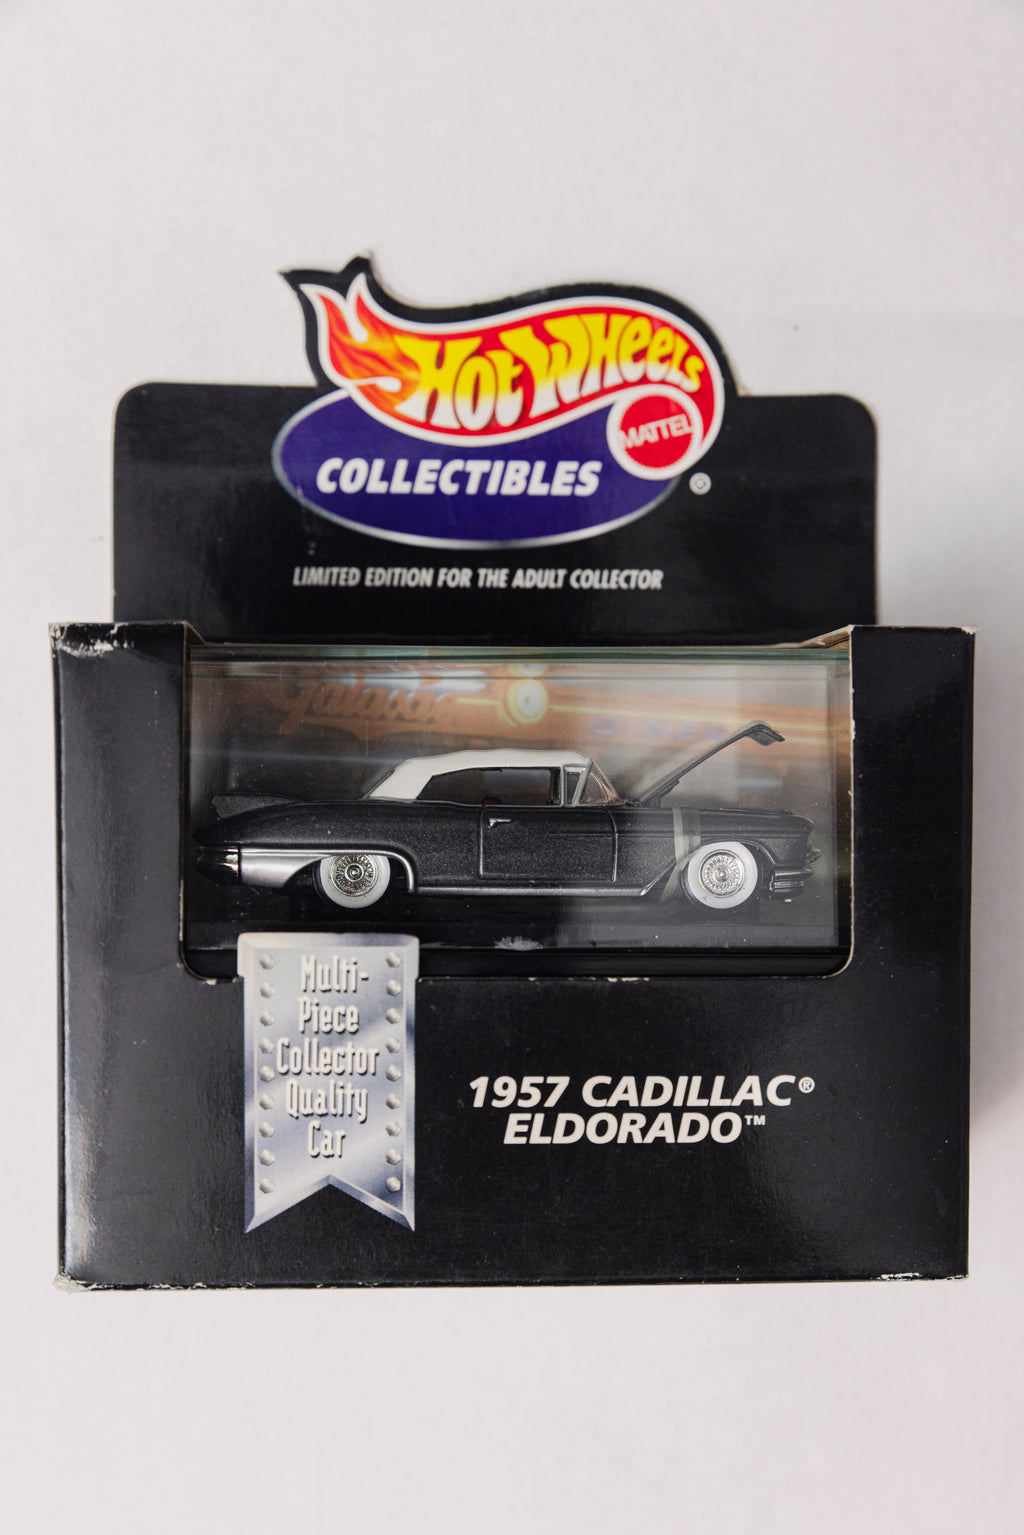 Hot Wheels
MATTEL
COLLECTIBLES
®
LIMITED EDITION FOR THE ADULT COLLECTOR
Multi-
Piece
Collector
Quality
Car
1957 CADILLAC®
ELDORADO™